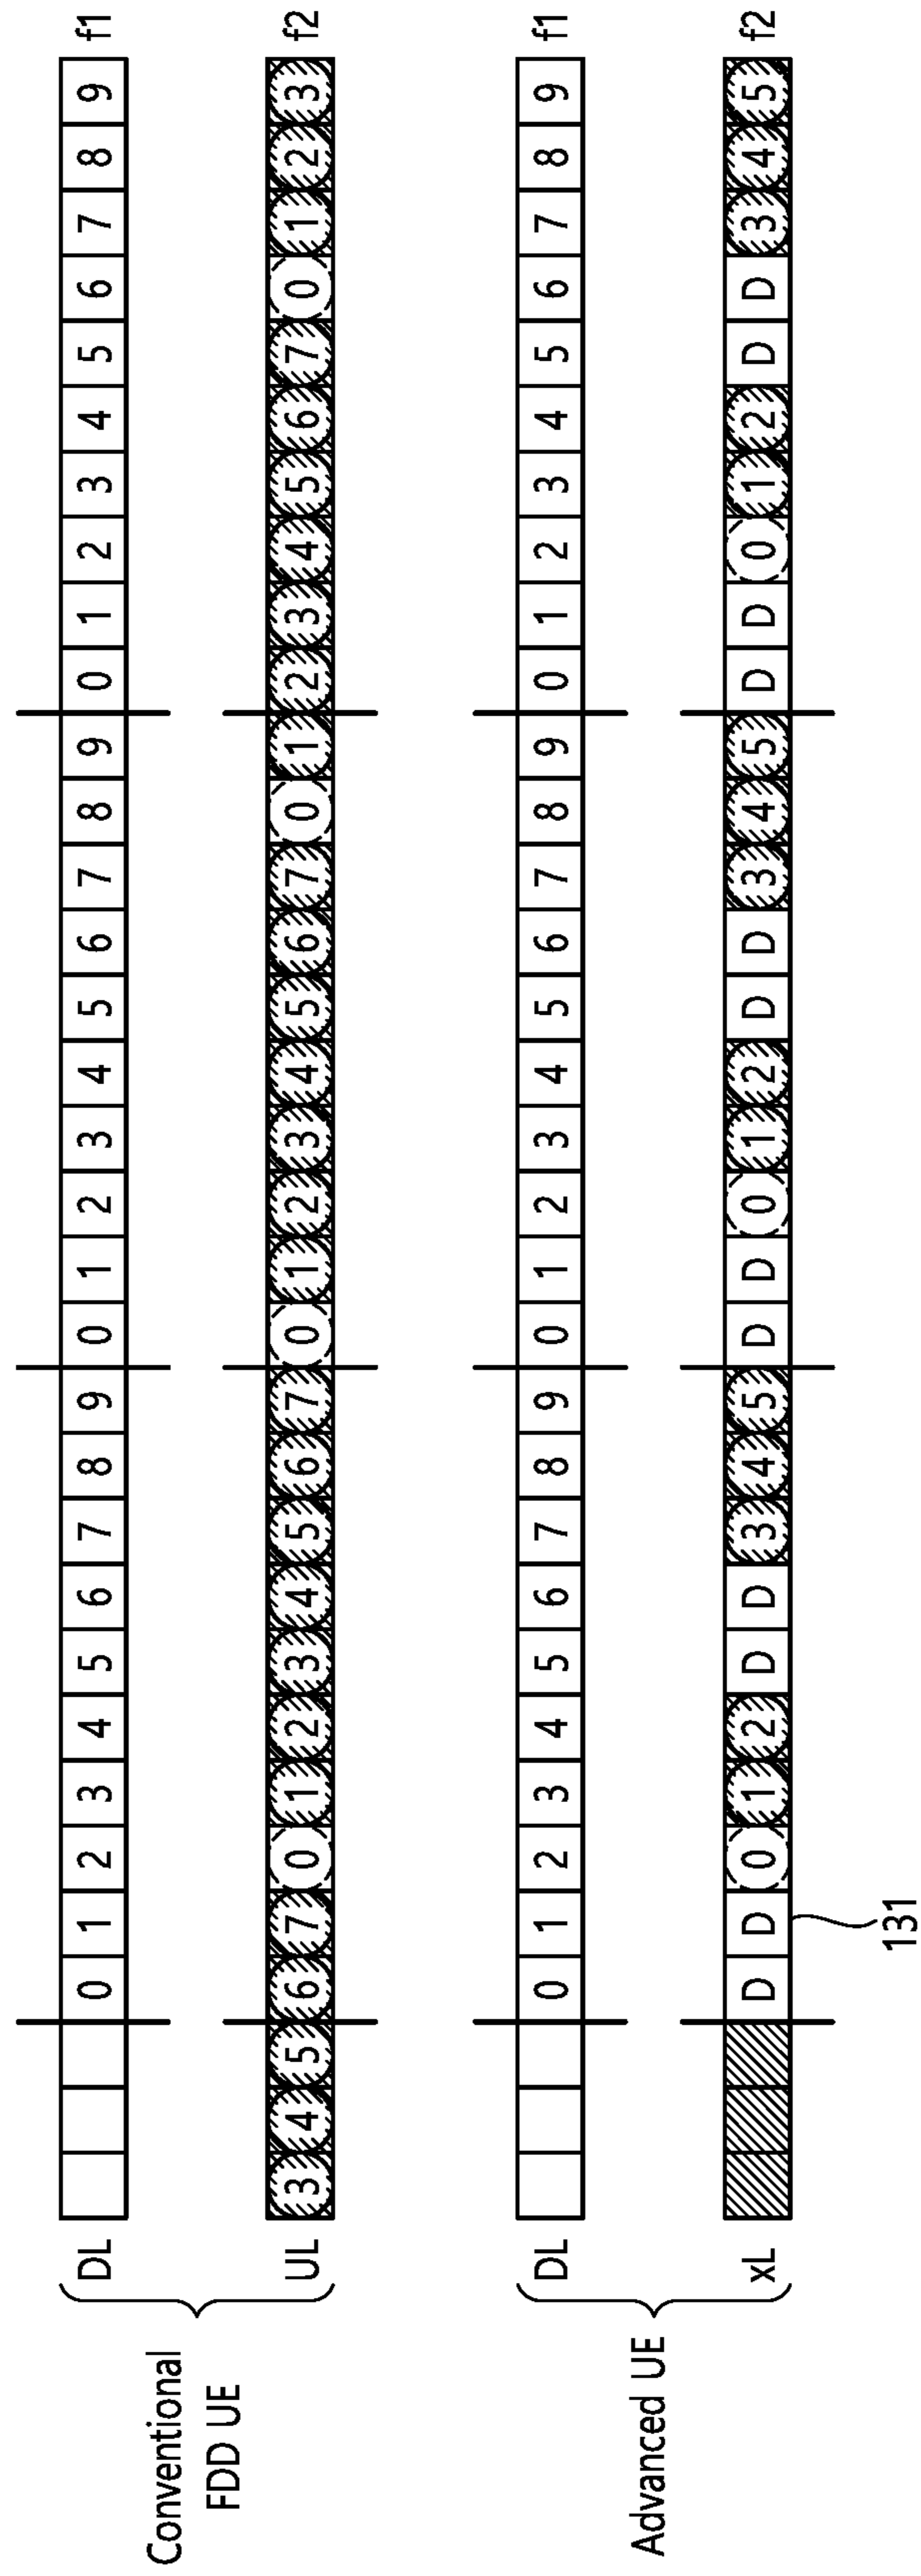 Conventional
FDD UE
DL 0 1 2 3 4 5 6 7 8 9 0 1 2 3 4 5 6 7 8 9 0 1 2 3 4 5 6 7 8 9 f1
UL 3 4 5 6 7 0 1 2 3 4 5 6 7 0 1 2 3 4 5 6 7 0 1 2 3 4 5 6 7 0 1 2 3 f2
Advanced UE
DL 0 1 2 3 4 5 6 7 8 9 0 1 2 3 4 5 6 7 8 9 0 1 2 3 4 5 6 7 8 9 f1
xL D D 0 1 2 D D 3 4 5 D D 0 1 2 D D 3 4 5 D D 0 1 2 D D 3 4 5 f2
131